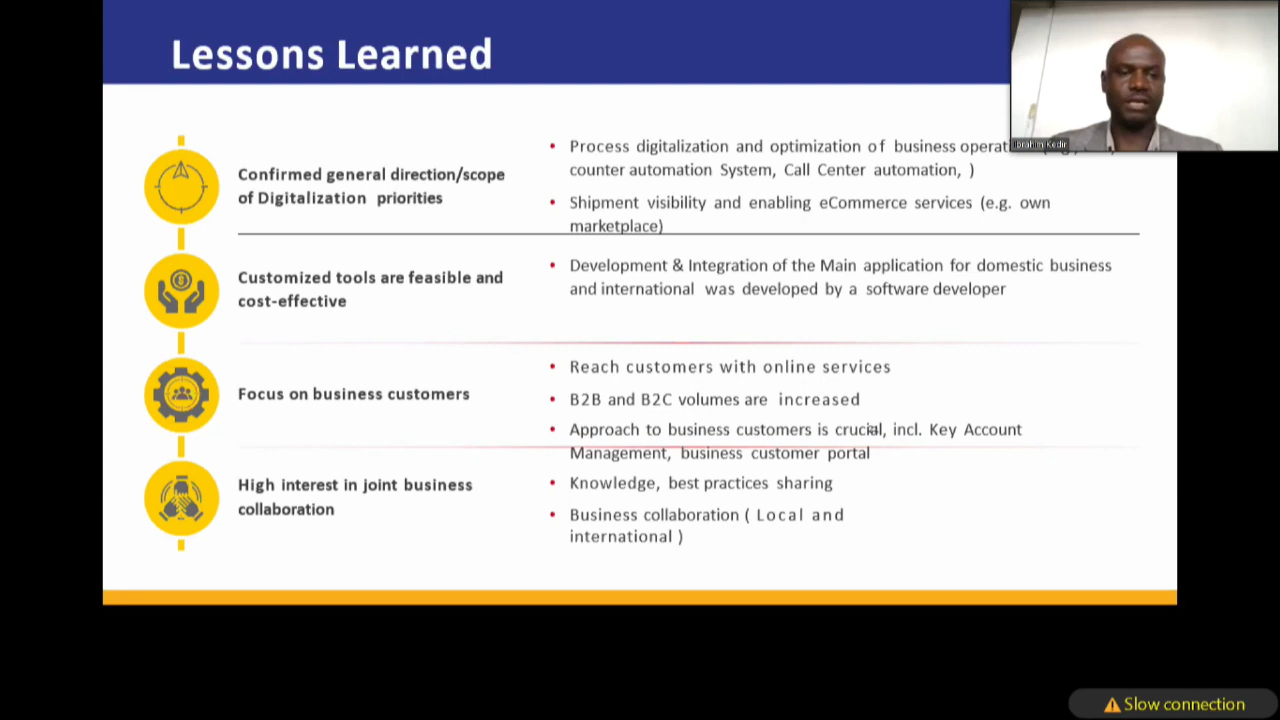 Lessons Learned
Confirmed general direction/scope
of Digitalization priorities
• Process digitalization and optimization of business
counter automation System, Call Center automation, )
• Shipment visibility and enabling eCommerce services (e.g. own
marketplace)
Customized tools are feasible and
cost-effective
• Development & Integration of the Main application for domestic business
and international was developed by a software developer
Focus on business customers
• Reach customers with online services
• B2B and B2C volumes are increased
• Approach to business customers is crucial, incl. Key Account
Management, business customer portal
High interest in joint business
collaboration
• Knowledge, best practices sharing
• Business collaboration ( Local and
international )
Ibrahim Kedir
Slow connection